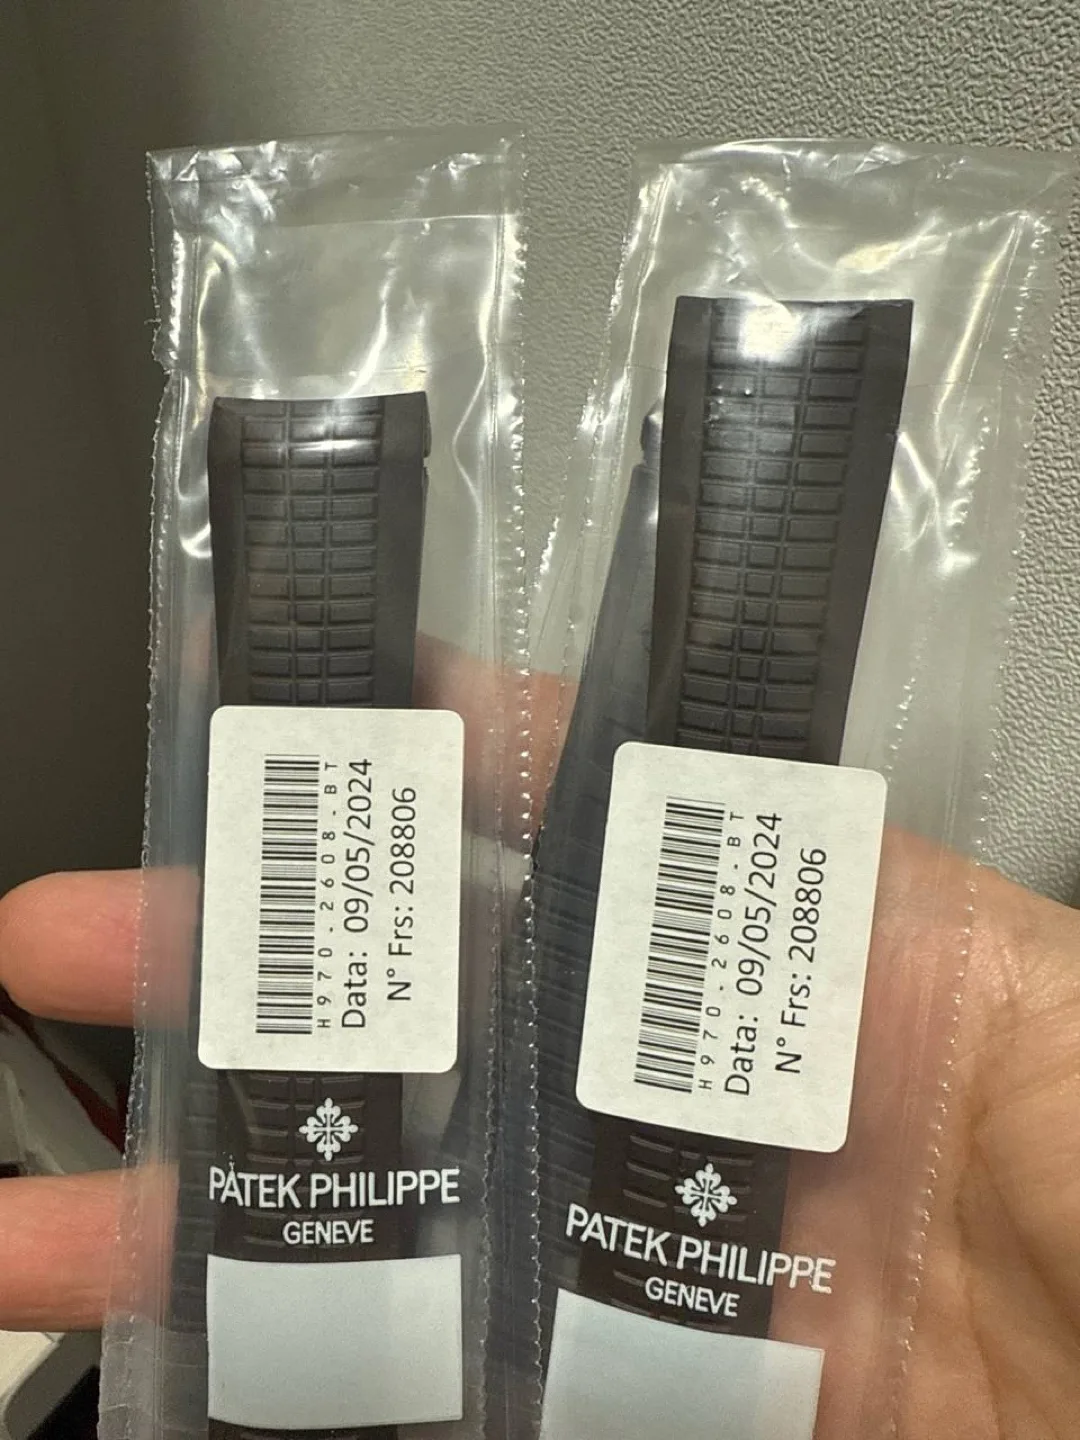 H970.2608.BT
Data: 09/05/2024
N° Frs: 208806
PATEK PHILIPPE
GENEVE
H970.2608.BT
Data: 09/05/2024
N° Frs: 208806
PATEK PHILIPPE
GENEVE